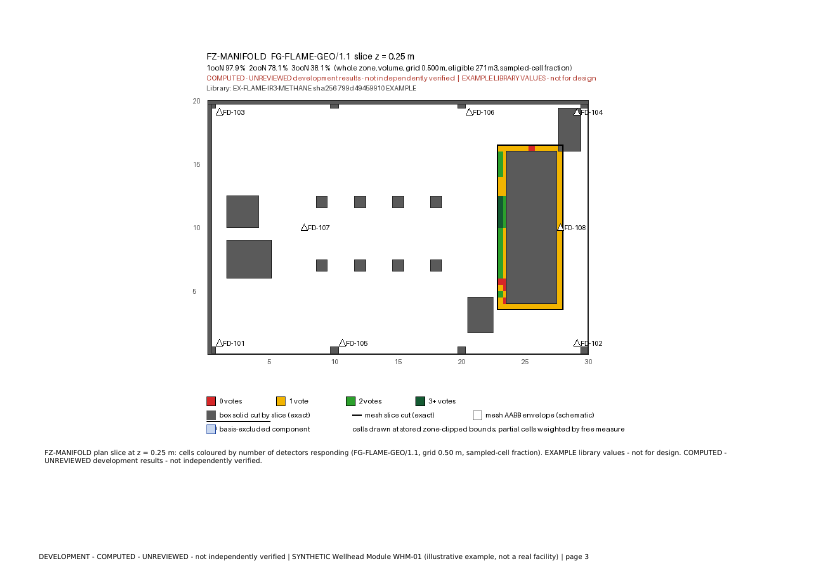 FZ-MANIFOLD FG-FLAME-GEO/1.1 slice z = 0.25 m
1ooN 97.9% 2ooN 78.1% 3ooN 38.1% (whole zone, volume, grid 0.500 m, eligible 271 m3, sampled-cell fraction)
COMPUTED - UNREVIEWED development results - not independently verified | EXAMPLE LIBRARY VALUES - not for design
Library: EX-FLAME-IR3-METHANE sha256 799d49459910 EXAMPLE
20
FD-103
FD-106
FD-104
15
10
FD-107
FD-108
5
FD-101
FD-105
FD-102
5 10 15 20 25 30
0 votes 1 vote 2 votes 3+ votes
box solid cut by slice (exact) mesh slice cut (exact) mesh AABB envelope (schematic)
basis-excluded component cells drawn at stored zone-clipped bounds; partial cells weighted by free measure
FZ-MANIFOLD plan slice at z = 0.25 m: cells coloured by number of detectors responding (FG-FLAME-GEO/1.1, grid 0.50 m, sampled-cell fraction). EXAMPLE library values - not for design. COMPUTED -
UNREVIEWED development results - not independently verified.
DEVELOPMENT - COMPUTED - UNREVIEWED - not independently verified | SYNTHETIC Wellhead Module WHM-01 (illustrative example, not a real facility) | page 3